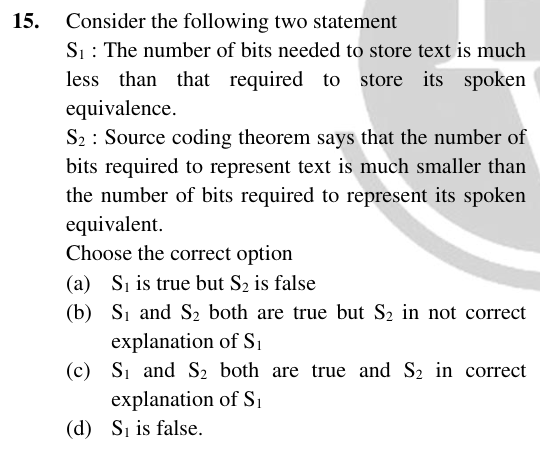 15. Consider the following two statement
S₁ : The number of bits needed to store text is much
less than that required to store its spoken
equivalence.
S₂ : Source coding theorem says that the number of
bits required to represent text is much smaller than
the number of bits required to represent its spoken
equivalent.
Choose the correct option
(a) S₁ is true but S₂ is false
(b) S₁ and S₂ both are true but S₂ in not correct
explanation of S₁
(c) S₁ and S₂ both are true and S₂ in correct
explanation of S₁
(d) S₁ is false.